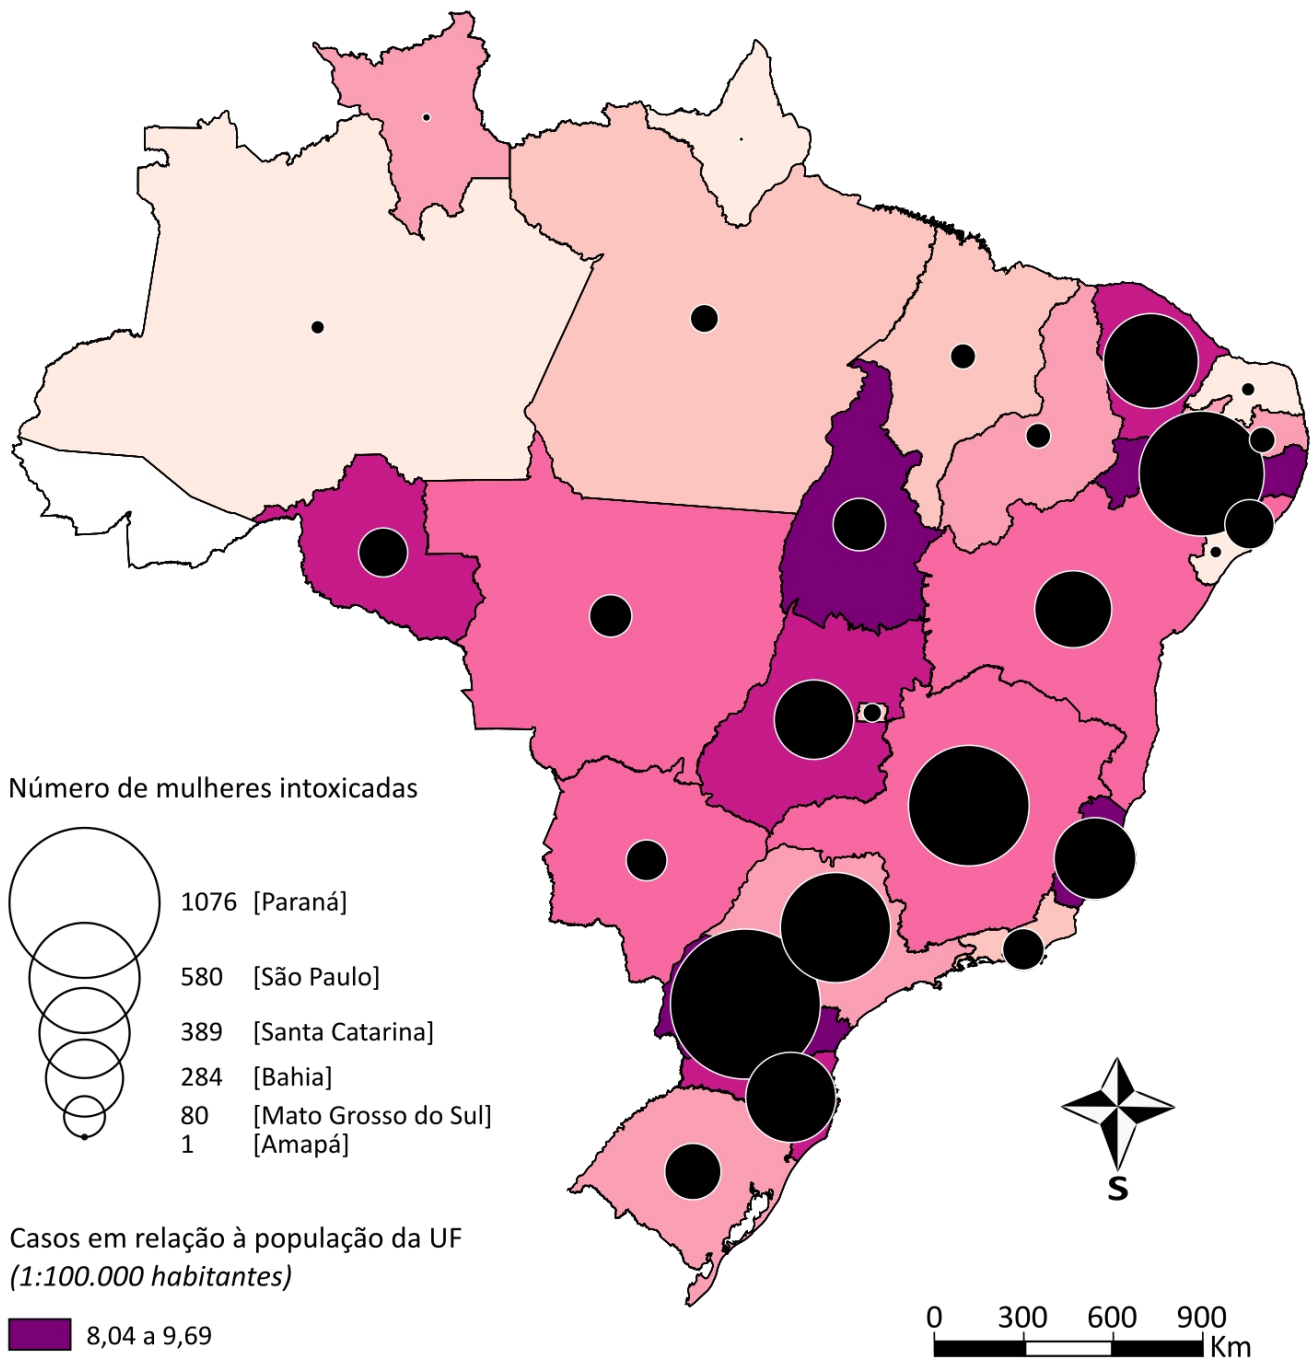 Número de mulheres intoxicadas
1076 [Paraná]
580 [São Paulo]
389 [Santa Catarina]
284 [Bahia]
80 [Mato Grosso do Sul]
1 [Amapá]
S
Casos em relação à população da UF
(1:100.000 habitantes)
8,04 a 9,69
0 300 600 900
Km